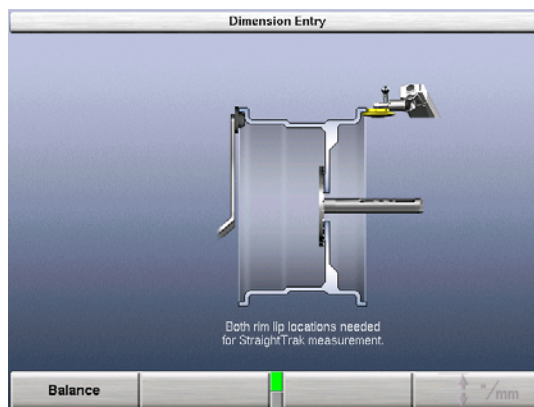 Dimension Entry
Both rim lip locations needed
for StraightTrak measurement.
Balance
"/mm